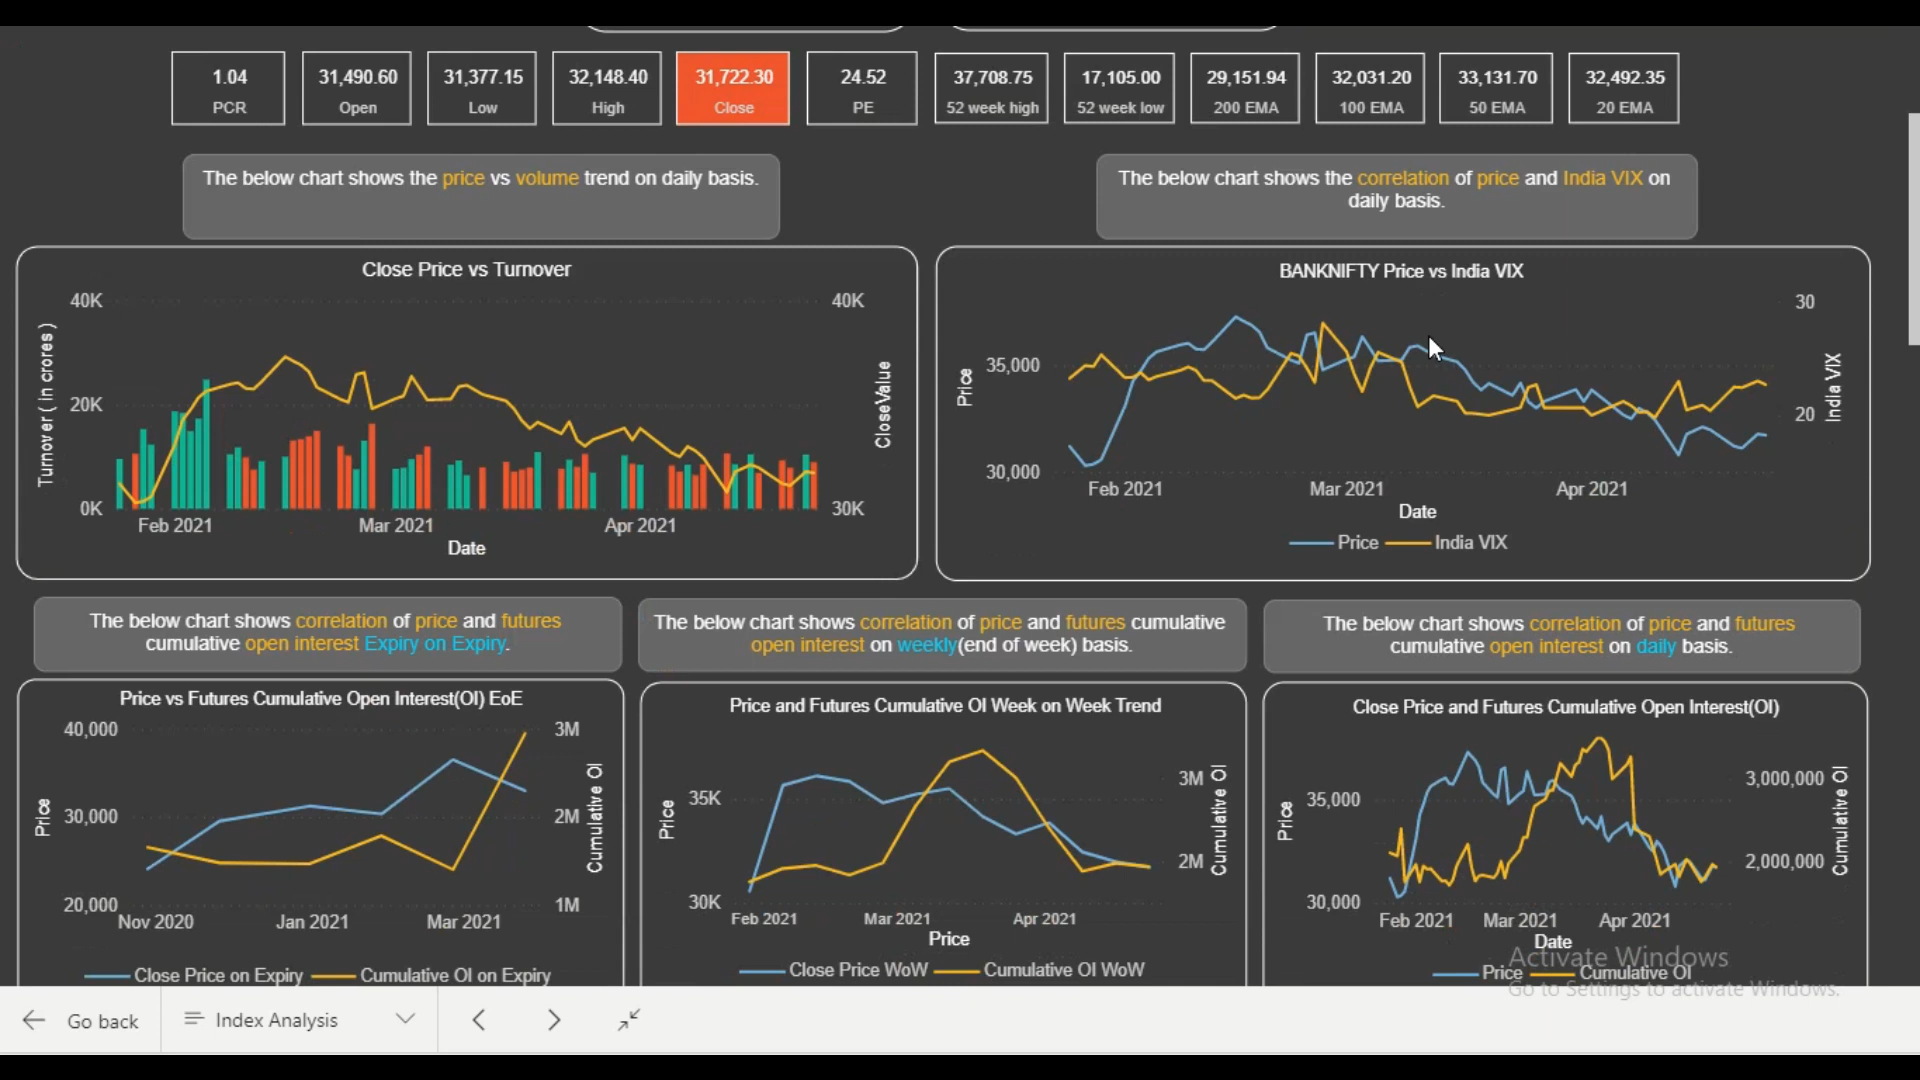 1.04
PCR
31,490.60
Open
31,377.15
Low
32,148.40
High
31,722.30
Close
24.52
PE
37,708.75
52 week high
17,105.00
52 week low
29,151.94
200 EMA
32,031.20
100 EMA
33,131.70
50 EMA
32,492.35
20 EMA
The below chart shows the price vs volume trend on daily basis.
The below chart shows the correlation of price and India VIX on
daily basis.
Close Price vs Turnover
Turnover ( in crores )
40K
20K
0K
40K
30K
CloseValue
Feb 2021
Mar 2021
Apr 2021
Date
BANKNIFTY Price vs India VIX
Price
35,000
30,000
30
20
India VIX
Feb 2021
Mar 2021
Apr 2021
Date
Price
India VIX
The below chart shows correlation of price and futures
cumulative open interest Expiry on Expiry.
The below chart shows correlation of price and futures cumulative
open interest on weekly(end of week) basis.
The below chart shows correlation of price and futures
cumulative open interest on daily basis.
Price vs Futures Cumulative Open Interest(OI) EoE
Price
40,000
30,000
20,000
3M
2M
1M
Cumulative OI
Nov 2020
Jan 2021
Mar 2021
Close Price on Expiry
Cumulative OI on Expiry
Price and Futures Cumulative OI Week on Week Trend
Price
35K
30K
3M
2M
Cumulative OI
Feb 2021
Mar 2021
Apr 2021
Price
Close Price WoW
Cumulative OI WoW
Close Price and Futures Cumulative Open Interest(OI)
Price
35,000
30,000
3,000,000
2,000,000
Cumulative OI
Feb 2021
Mar 2021
Apr 2021
Date
Price
Cumulative OI
Activate Windows
Go to Settings to activate Windows.
Go back
Index Analysis